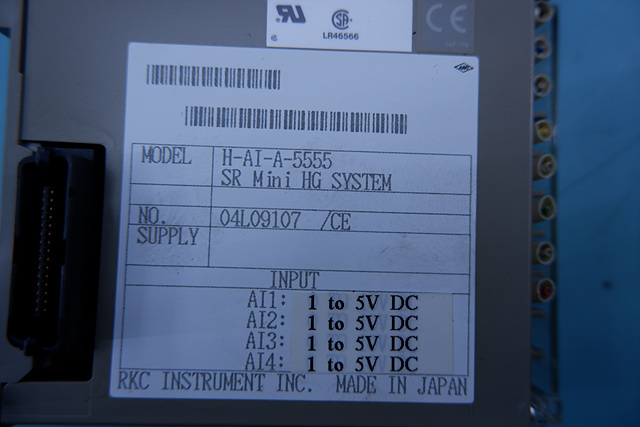 LR46566
CE
MODEL H-AI-A-5555
SR Mini HG SYSTEM
NO. 04L09107 /CE
SUPPLY
INPUT
AI1: 1 to 5V DC
AI2: 1 to 5V DC
AI3: 1 to 5V DC
AI4: 1 to 5V DC
RKC INSTRUMENT INC. MADE IN JAPAN